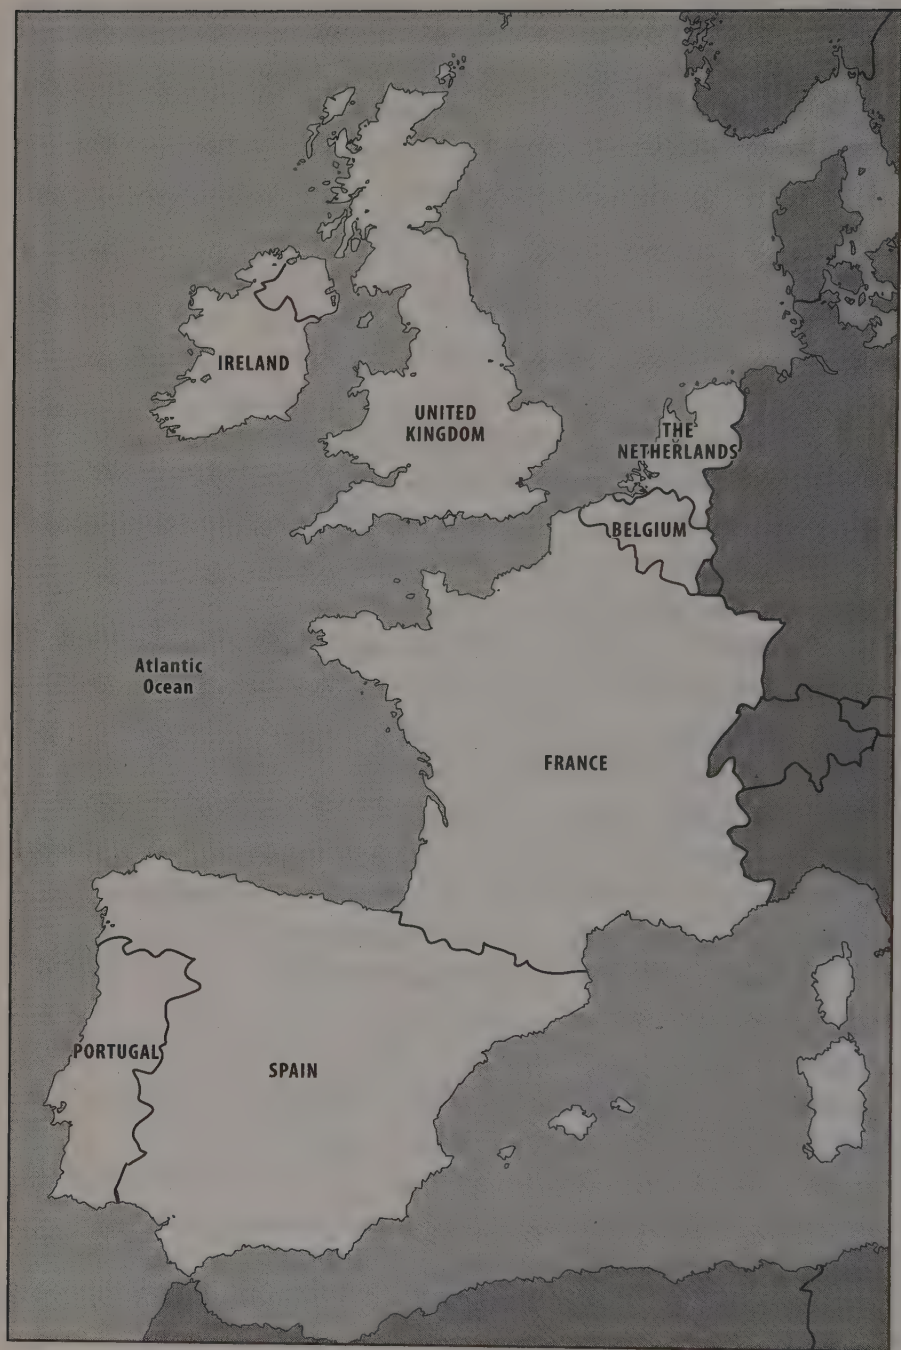 IRELAND
UNITED
KINGDOM
THE
NETHERLANDS
BELGIUM
Atlantic
Ocean
FRANCE
PORTUGAL
SPAIN